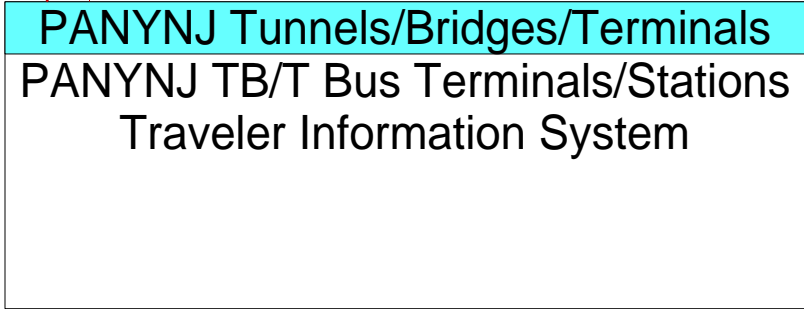 PANYNJ Tunnels/Bridges/Terminals
PANYNJ TB/T Bus Terminals/Stations
Traveler Information System